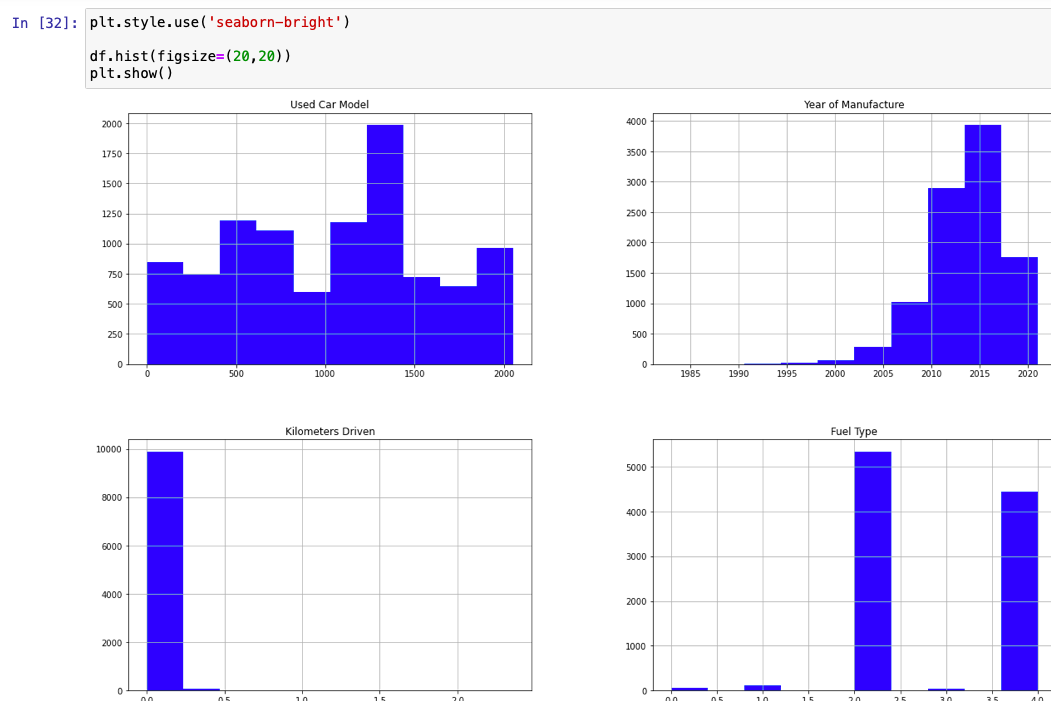 In [32]: plt.style.use('seaborn-bright')
df.hist(figsize=(20,20))
plt.show()
Used Car Model
2000
1750
1500
1250
1000
750
500
250
0
0 500 1000 1500 2000
Year of Manufacture
4000
3500
3000
2500
2000
1500
1000
500
0
1985 1990 1995 2000 2005 2010 2015 2020
Kilometers Driven
10000
8000
6000
4000
2000
0
0.0 0.5 1.0 1.5 2.0
Fuel Type
5000
4000
3000
2000
1000
0
0.0 0.5 1.0 1.5 2.0 2.5 3.0 3.5 4.0